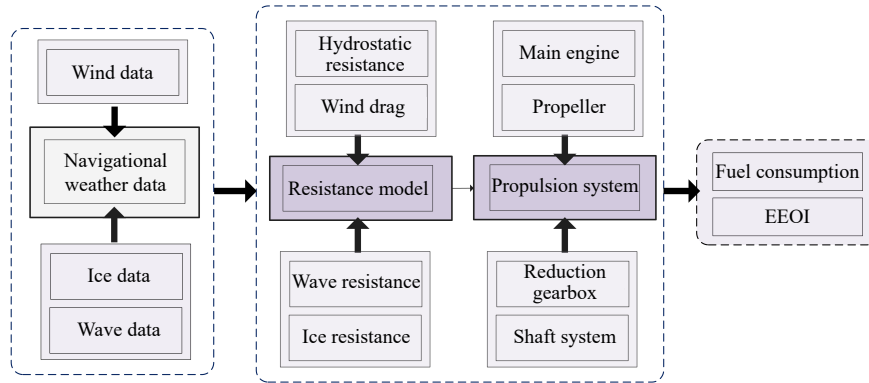 Wind data
Navigational
weather data
Ice data
Wave data
Hydrostatic
resistance
Wind drag
Resistance model
Wave resistance
Ice resistance
Main engine
Propeller
Propulsion system
Reduction
gearbox
Shaft system
Fuel consumption
EEOI